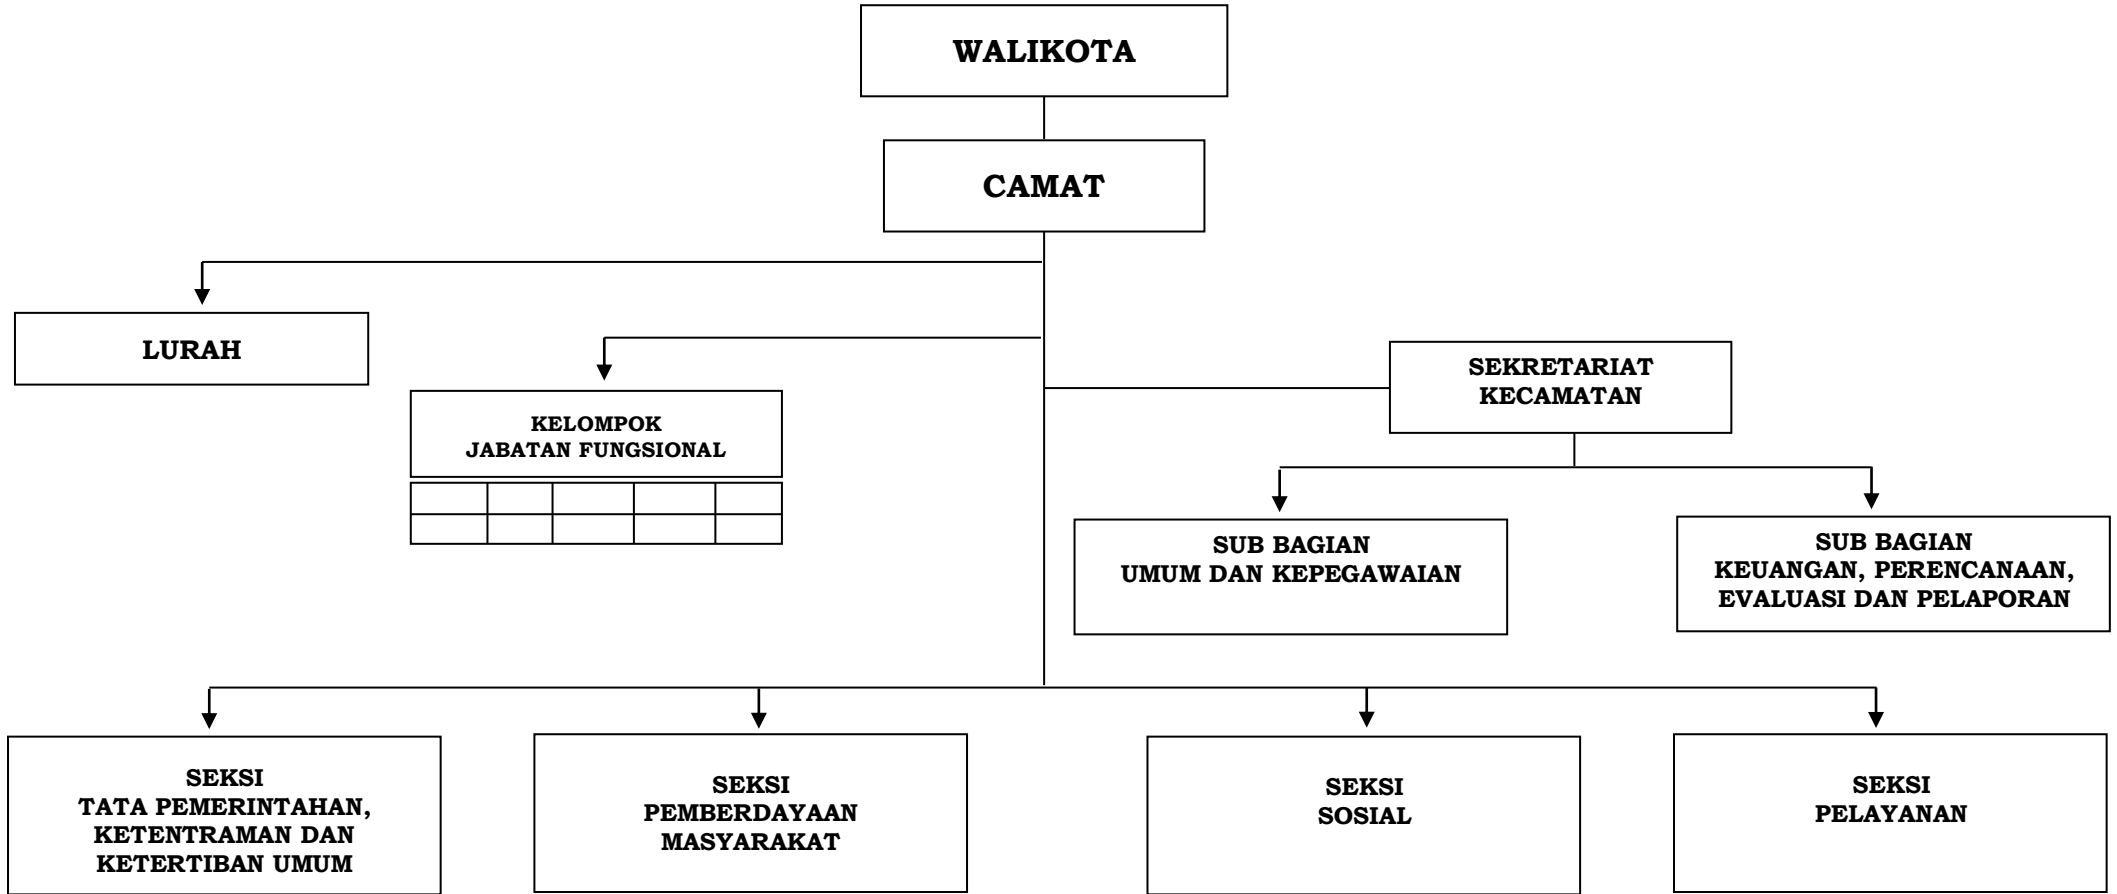 WALIKOTA
CAMAT
LURAH
KELOMPOK
JABATAN FUNGSIONAL
SEKRETARIAT
KECAMATAN
SUB BAGIAN
UMUM DAN KEPEGAWAIAN
SUB BAGIAN
KEUANGAN, PERENCANAAN,
EVALUASI DAN PELAPORAN
SEKSI
TATA PEMERINTAHAN,
KETENTRAMAN DAN
KETERTIBAN UMUM
SEKSI
PEMBERDAYAAN
MASYARAKAT
SEKSI
SOSIAL
SEKSI
PELAYANAN